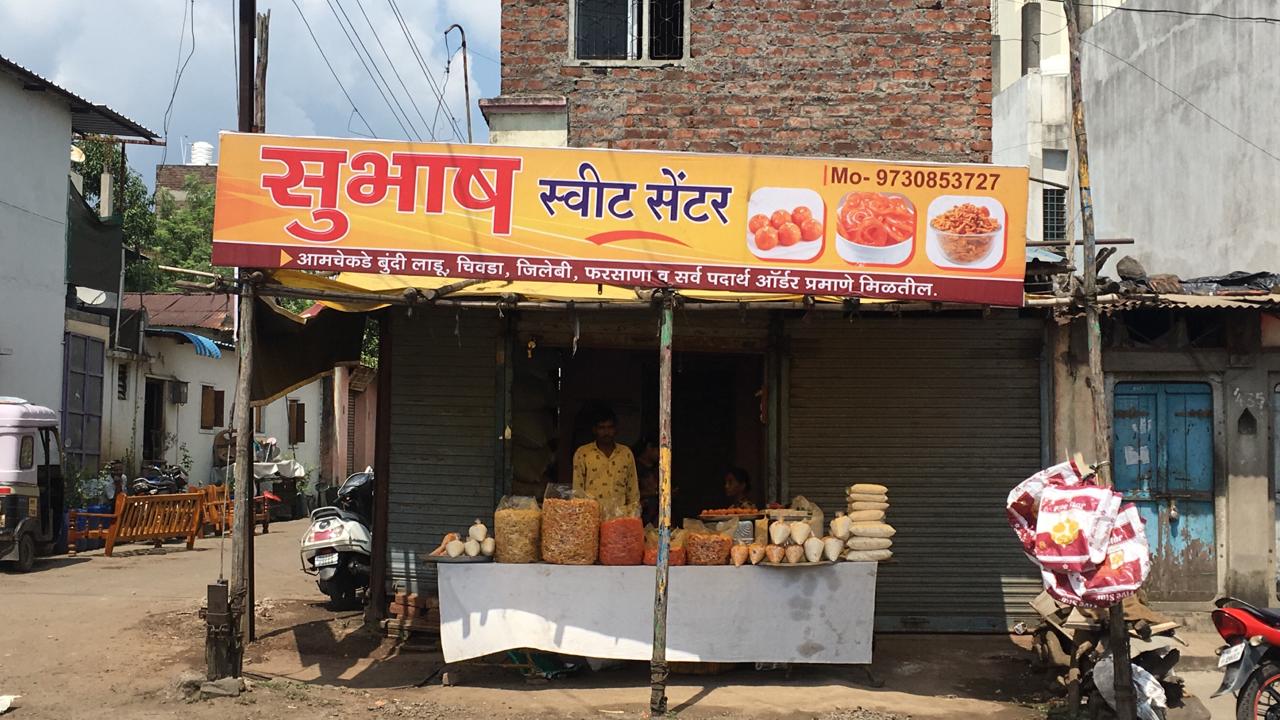 सुभाष स्वीट सेंटर
Mo- 9730853727
आमचेकडे बुंदी लाडू, चिवडा, जिलेबी, फरसाणा व सर्व पदार्थ ऑर्डर प्रमाणे मिळतील.